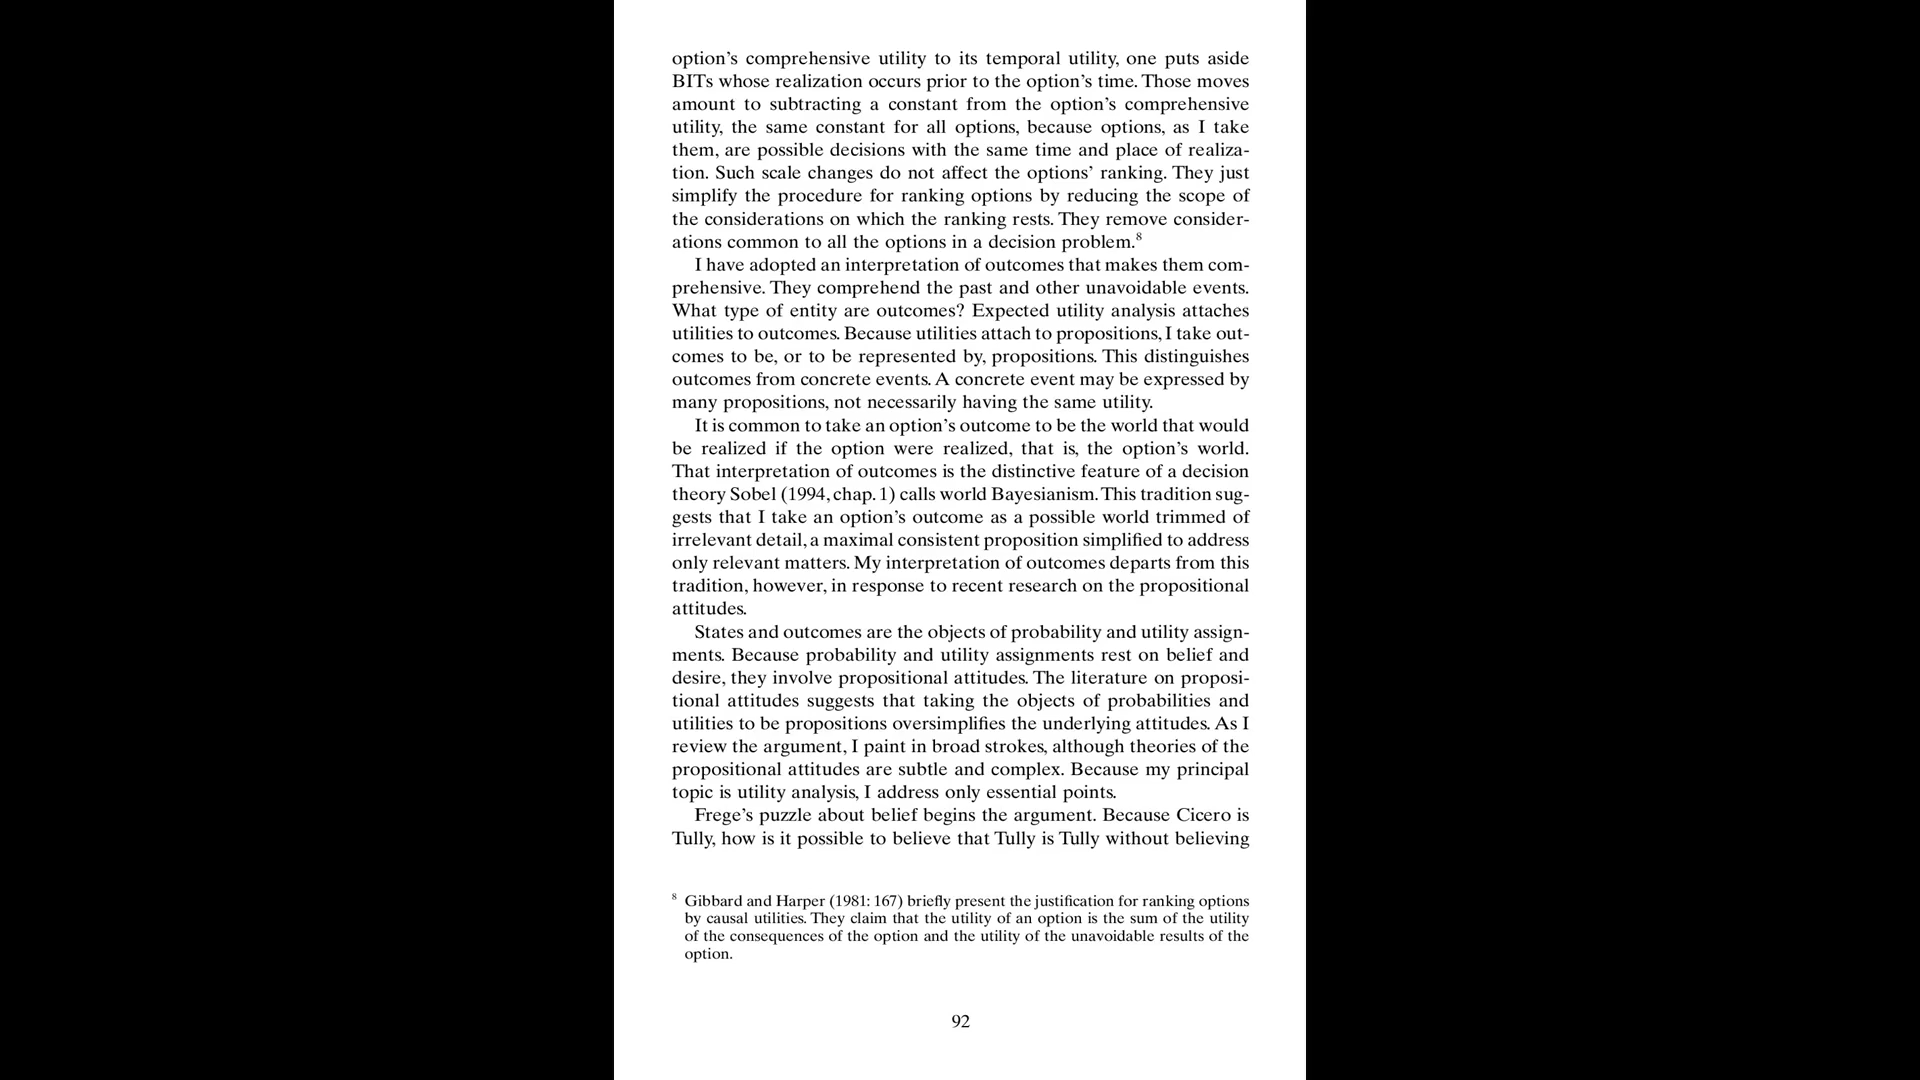 option’s comprehensive utility to its temporal utility, one puts aside
BITs whose realization occurs prior to the option’s time. Those moves
amount to subtracting a constant from the option’s comprehensive
utility, the same constant for all options, because options, as I take
them, are possible decisions with the same time and place of realiza-
tion. Such scale changes do not affect the options’ ranking. They just
simplify the procedure for ranking options by reducing the scope of
the considerations on which the ranking rests. They remove consider-
ations common to all the options in a decision problem.8
I have adopted an interpretation of outcomes that makes them com-
prehensive. They comprehend the past and other unavoidable events.
What type of entity are outcomes? Expected utility analysis attaches
utilities to outcomes. Because utilities attach to propositions, I take out-
comes to be, or to be represented by, propositions. This distinguishes
outcomes from concrete events. A concrete event may be expressed by
many propositions, not necessarily having the same utility.
It is common to take an option’s outcome to be the world that would
be realized if the option were realized, that is, the option’s world.
That interpretation of outcomes is the distinctive feature of a decision
theory Sobel (1994, chap. 1) calls world Bayesianism. This tradition sug-
gests that I take an option’s outcome as a possible world trimmed of
irrelevant detail, a maximal consistent proposition simplified to address
only relevant matters. My interpretation of outcomes departs from this
tradition, however, in response to recent research on the propositional
attitudes.
States and outcomes are the objects of probability and utility assign-
ments. Because probability and utility assignments rest on belief and
desire, they involve propositional attitudes. The literature on proposi-
tional attitudes suggests that taking the objects of probabilities and
utilities to be propositions oversimplifies the underlying attitudes. As I
review the argument, I paint in broad strokes, although theories of the
propositional attitudes are subtle and complex. Because my principal
topic is utility analysis, I address only essential points.
Frege’s puzzle about belief begins the argument. Because Cicero is
Tully, how is it possible to believe that Tully is Tully without believing
8 Gibbard and Harper (1981: 167) briefly present the justification for ranking options
by causal utilities. They claim that the utility of an option is the sum of the utility
of the consequences of the option and the utility of the unavoidable results of the
option.
92